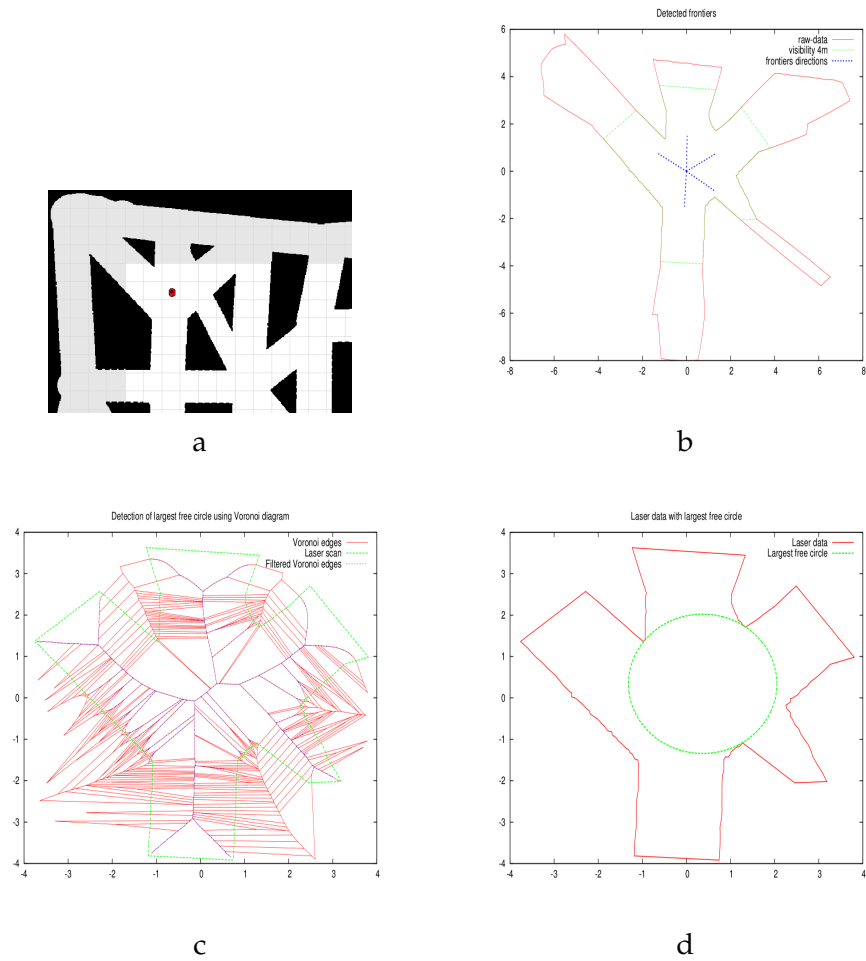 Detected frontiers
raw-data
visibility 4m
frontiers directions
6
4
2
0
-2
-4
-6
-8
-8 -6 -4 -2 0 2 4 6 8
a
b
Detection of largest free circle using Voronoi diagram
Voronoi edges
Laser scan
Filtered Voronoi edges
4
3
2
1
0
-1
-2
-3
-4
-4 -3 -2 -1 0 1 2 3 4
Laser data with largest free circle
Laser data
Largest free circle
4
3
2
1
0
-1
-2
-3
-4
-4 -3 -2 -1 0 1 2 3 4
c
d